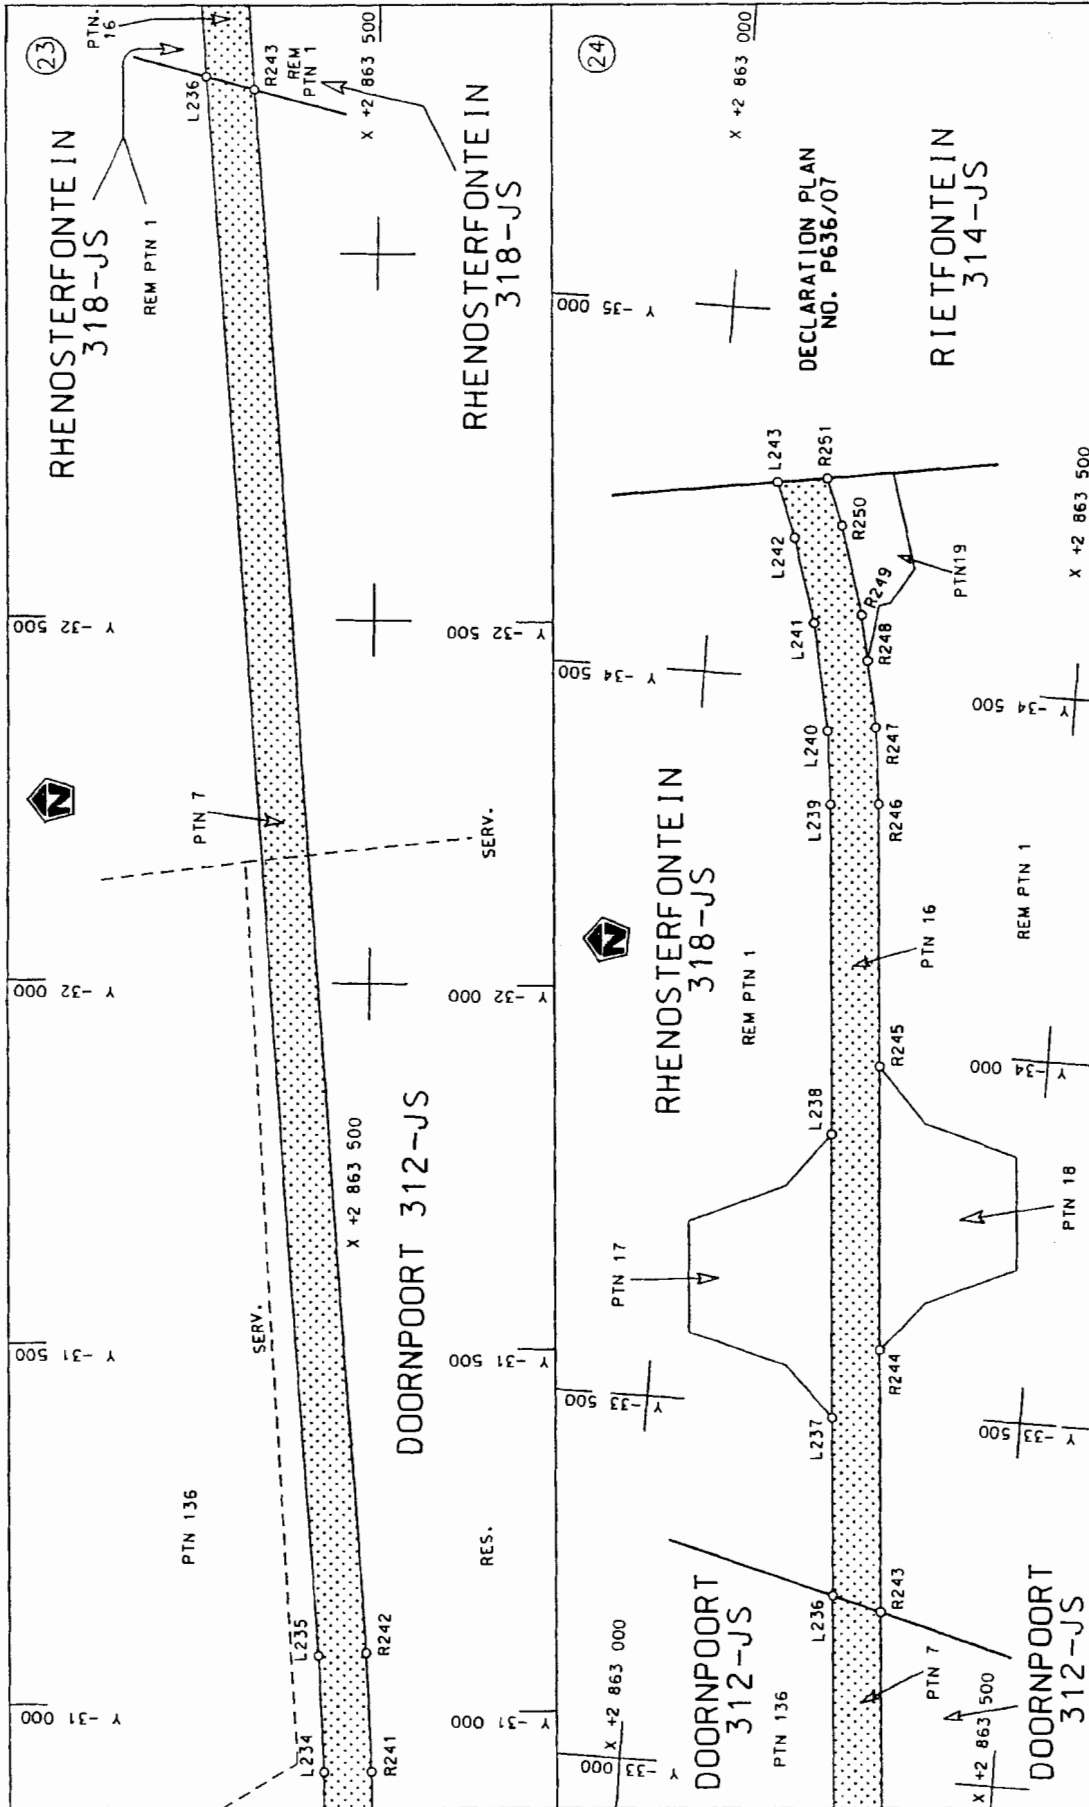 23
RHENOSTERFONTEIN
318-JS
REM PTN 1
PTN.
16
L236
R243
REM
PTN 1
X +2 863 500
RHENOSTERFONTEIN
318-JS
Y -32 500
Y -32 500
N
PTN 7
SERV.
Y -32 000
Y -32 000
X +2 863 500
DOORNPOORT 312-JS
SERV.
Y -31 500
Y -31 500
PTN 136
RES.
L235
R242
Y -31 000
Y -31 000
L234
R241
24
X +2 863 000
DECLARATION PLAN
NO. P636/07
RIETFONTEIN
314-JS
Y -35 000
L243
R251
L242
R250
PTN19
L241
R249
R248
X +2 863 500
Y -34 500
Y -34 500
L240
R247
L239
R246
RHENOSTERFONTEIN
318-JS
REM PTN 1
N
PTN 16
REM PTN 1
L238
R245
Y -34 000
PTN 17
PTN 18
L237
R244
Y -33 500
Y -33 500
L236
R243
DOORNPOORT
312-JS
PTN 136
PTN 7
X +2 863 000
Y -33 000
X +2 863 500
DOORNPOORT
312-JS